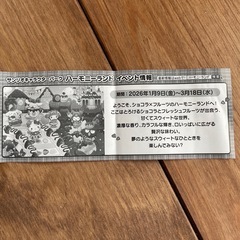 サンリオキャラクターパーク ハーモニーランド イベント情報
期間：2026年1月9日(金)～3月18日(水)
ようこそ、ショコラ×フルーツのハーモニーランドへ！
ここはとろけるショコラとフレッシュフルーツが出会う、
甘くてスウィートな世界。
濃厚な香り、カラフルな輝き、口いっぱいに広がる
贅沢な味わい。
夢のようなスウィートなひとときを
楽しんでみない？